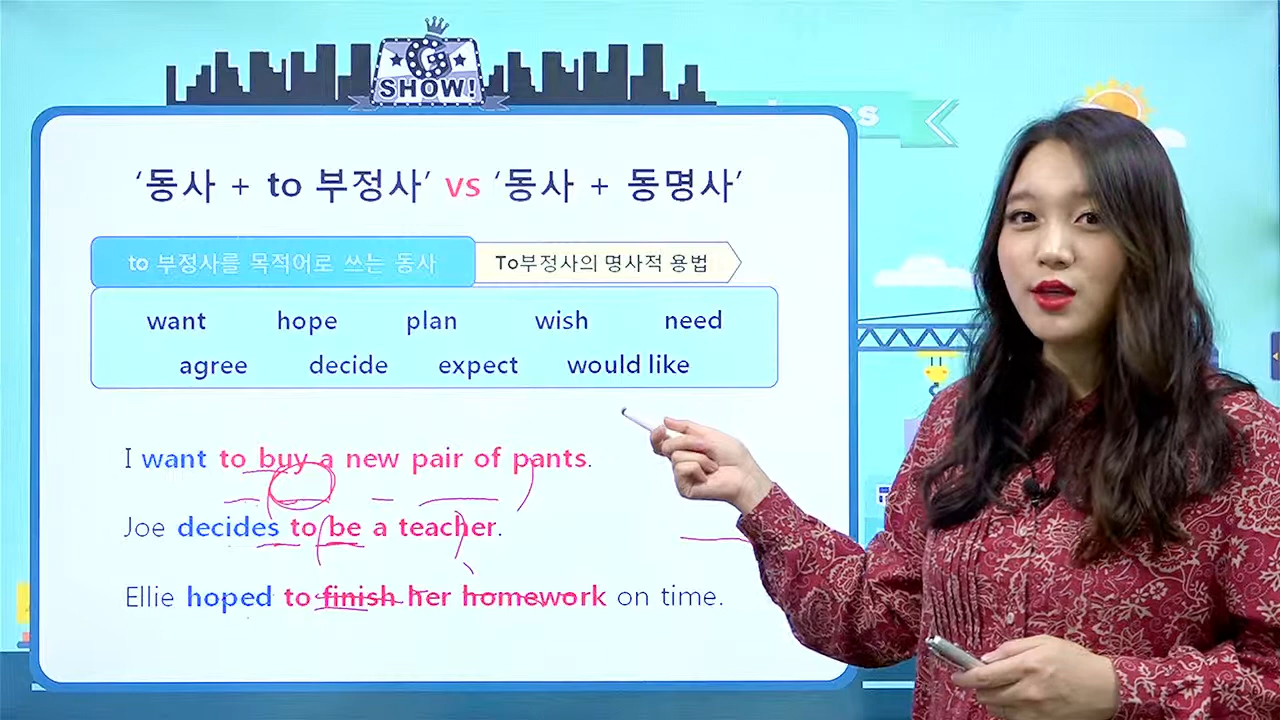 G
SHOW!
s
'동사 + to 부정사' vs '동사 + 동명사'
to 부정사를 목적어로 쓰는 동사 To부정사의 명사적 용법
want hope plan wish need
agree decide expect would like
I want to buy a new pair of pants.
Joe decides to be a teacher.
Ellie hoped to finish her homework on time.